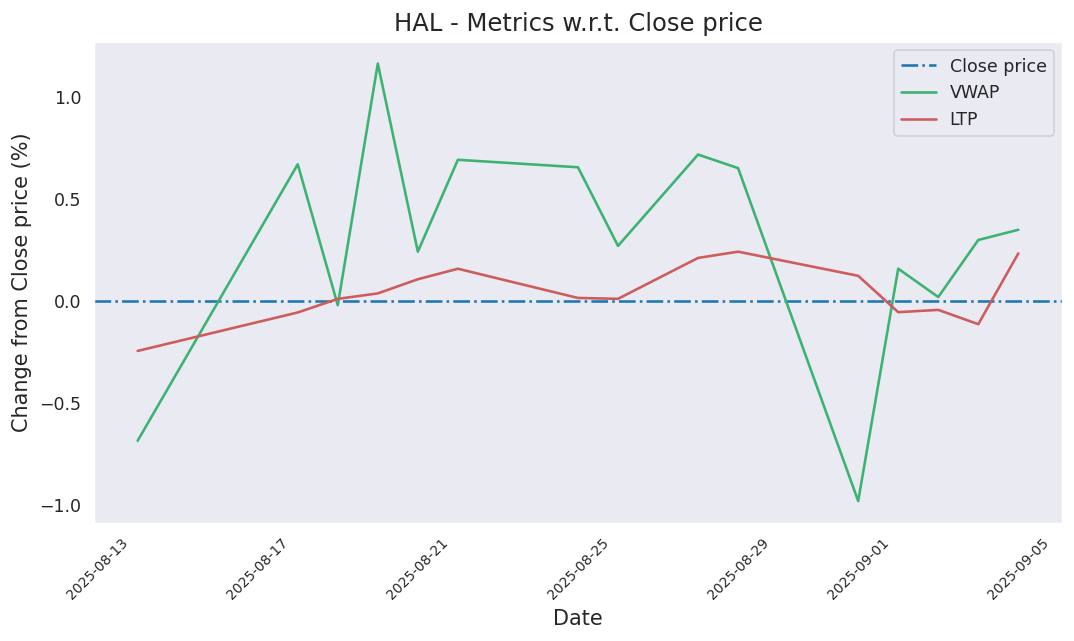 HAL - Metrics w.r.t. Close price
Close price
VWAP
LTP
Change from Close price (%)
1.0
0.5
0.0
−0.5
−1.0
2025-08-13
2025-08-17
2025-08-21
2025-08-25
2025-08-29
2025-09-01
2025-09-05
Date